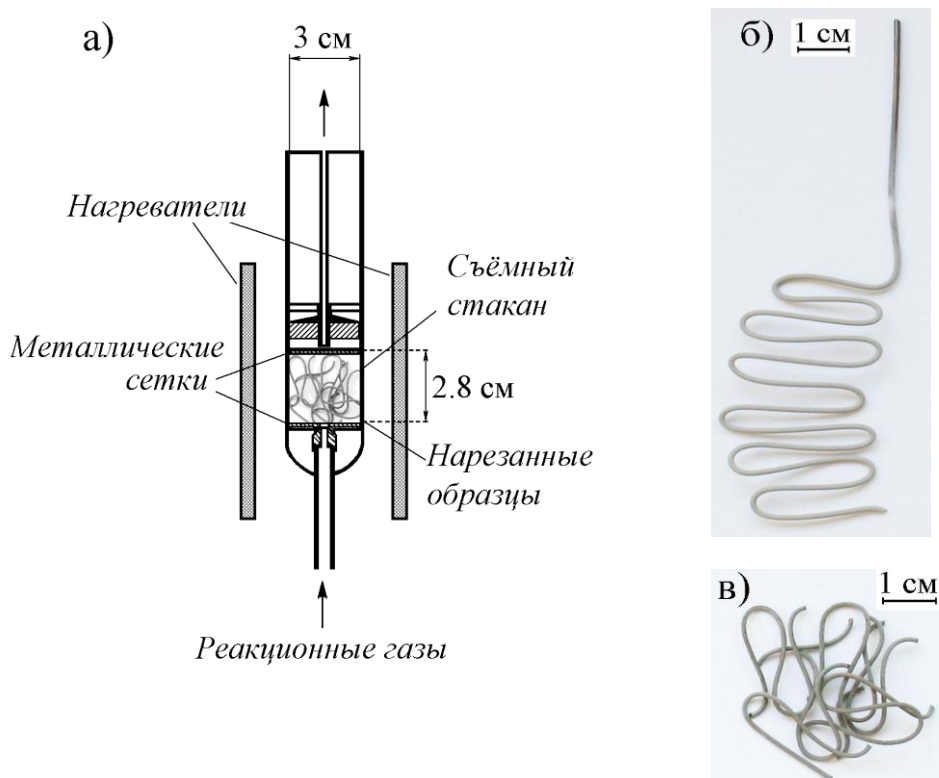 а)
3 см
Нагреватели
Съёмный
стакан
Металлические
сетки
2.8 см
Нарезанные
образцы
Реакционные газы
б)
1 см
в)
1 см